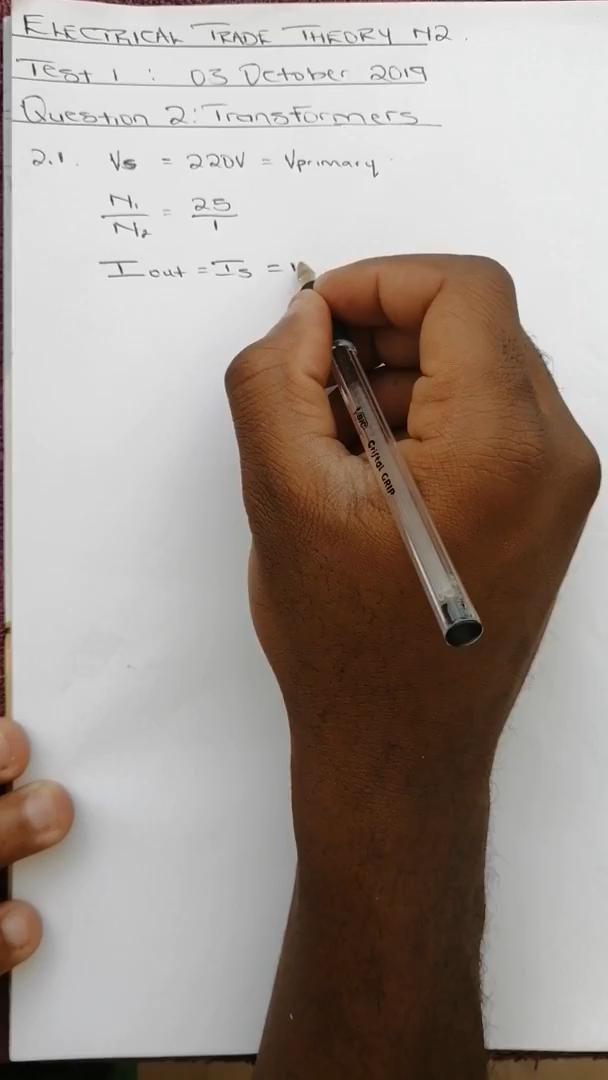 ELECTRICAL TRADE THEORY N2.
Test 1 : 03 October 2019
Question 2: Transformers
2.1. Vs = 220V = Vprimary
N1/N2 = 25/1
Iout = Is =
BIC Cristal GRIP